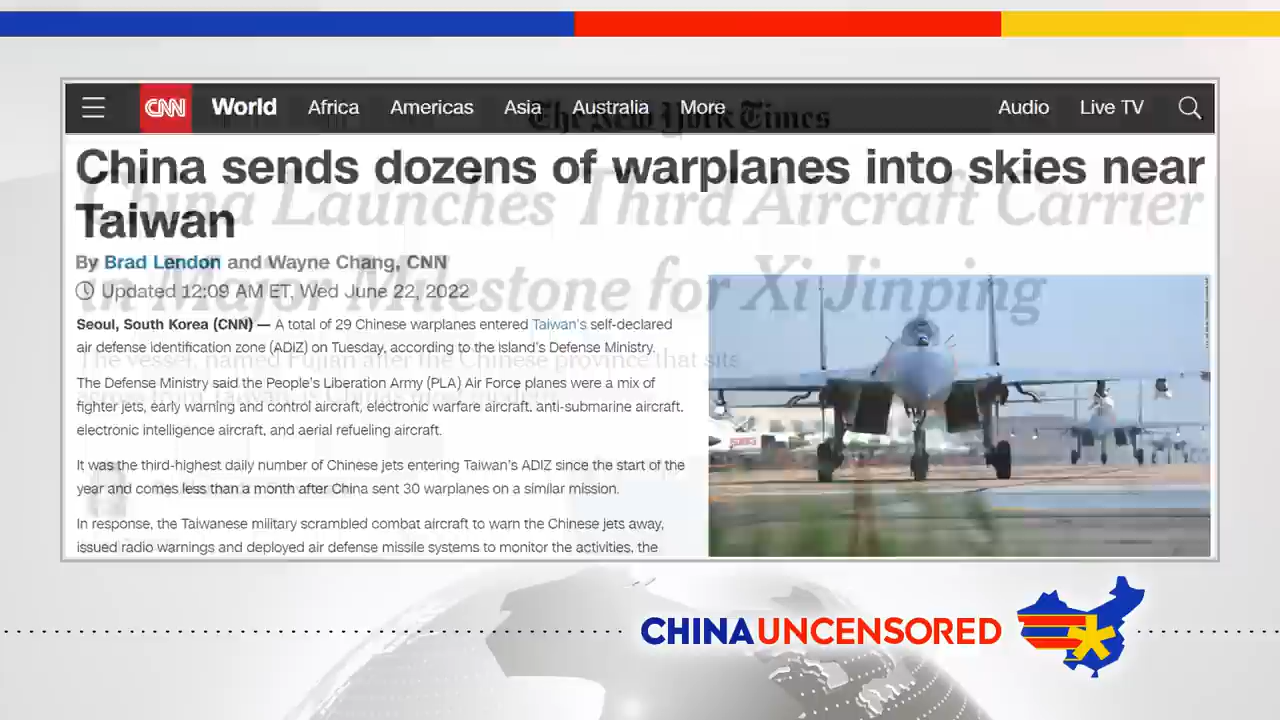 CNN World Africa Americas Asia Australia More Audio Live TV
The New York Times
China sends dozens of warplanes into skies near
Taiwan
China Launches Third Aircraft Carrier
in Major Milestone for Xi Jinping
By Brad Lendon and Wayne Chang, CNN
Updated 12:09 AM ET, Wed June 22, 2022
Seoul, South Korea (CNN) — A total of 29 Chinese warplanes entered Taiwan's self-declared
air defense identification zone (ADIZ) on Tuesday, according to the island's Defense Ministry.
The vessel, named Fujian after the Chinese province that sits
The Defense Ministry said the People's Liberation Army (PLA) Air Force planes were a mix of
fighter jets, early warning and control aircraft, electronic warfare aircraft, anti-submarine aircraft,
electronic intelligence aircraft, and aerial refueling aircraft.
It was the third-highest daily number of Chinese jets entering Taiwan's ADIZ since the start of the
year and comes less than a month after China sent 30 warplanes on a similar mission.
In response, the Taiwanese military scrambled combat aircraft to warn the Chinese jets away,
issued radio warnings and deployed air defense missile systems to monitor the activities, the
CHINA UNCENSORED